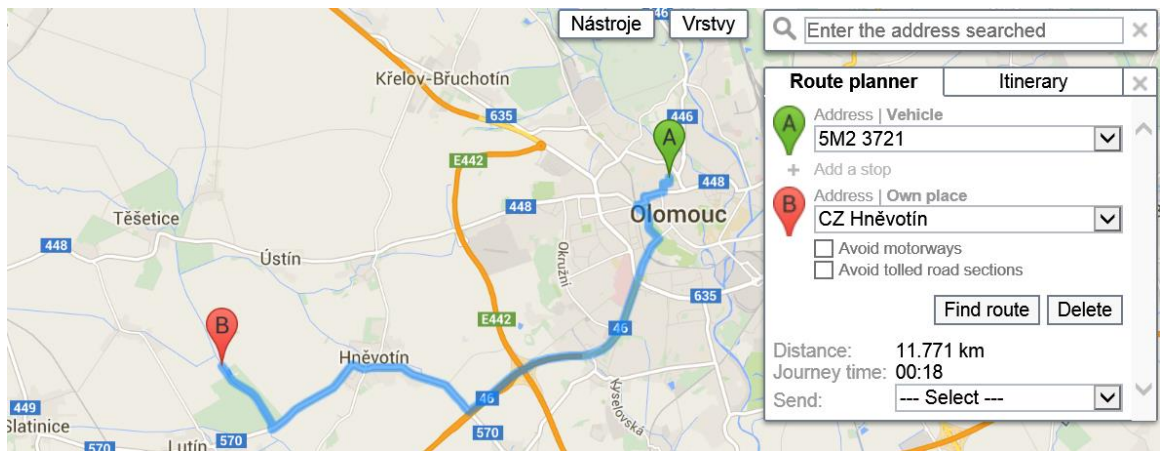 Nástroje
Vrstvy
Enter the address searched
Křelov-Břuchotín
635
446
A
E442
448
448
Olomouc
Těšetice
448
Ústín
Okružní
635
E442
B
46
Hněvotín
46
Kyselovská
449
Slatinice
570
570
Lutín
570
Route planner
Itinerary
A
Address | Vehicle
5M2 3721
+ Add a stop
B
Address | Own place
CZ Hněvotín
Avoid motorways
Avoid tolled road sections
Find route
Delete
Distance: 11.771 km
Journey time: 00:18
Send: --- Select ---